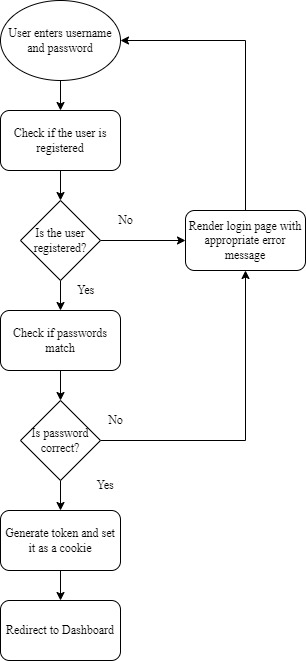 User enters username
and password
Check if the user is
registered
Is the user
registered?
No
Render login page with
appropriate error
message
Yes
Check if passwords
match
Is password
correct?
No
Yes
Generate token and set
it as a cookie
Redirect to Dashboard